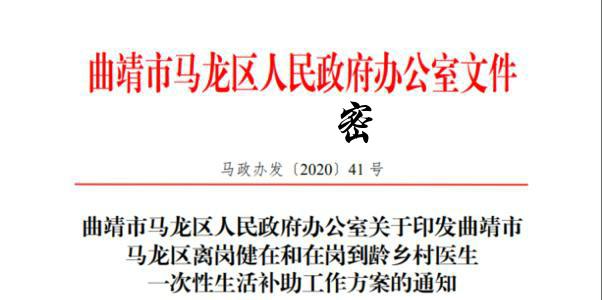 曲靖市马龙区人民政府办公室文件
密
马政办发〔2020〕41 号
曲靖市马龙区人民政府办公室关于印发曲靖市
马龙区离岗健在和在岗到龄乡村医生
一次性生活补助工作方案的通知